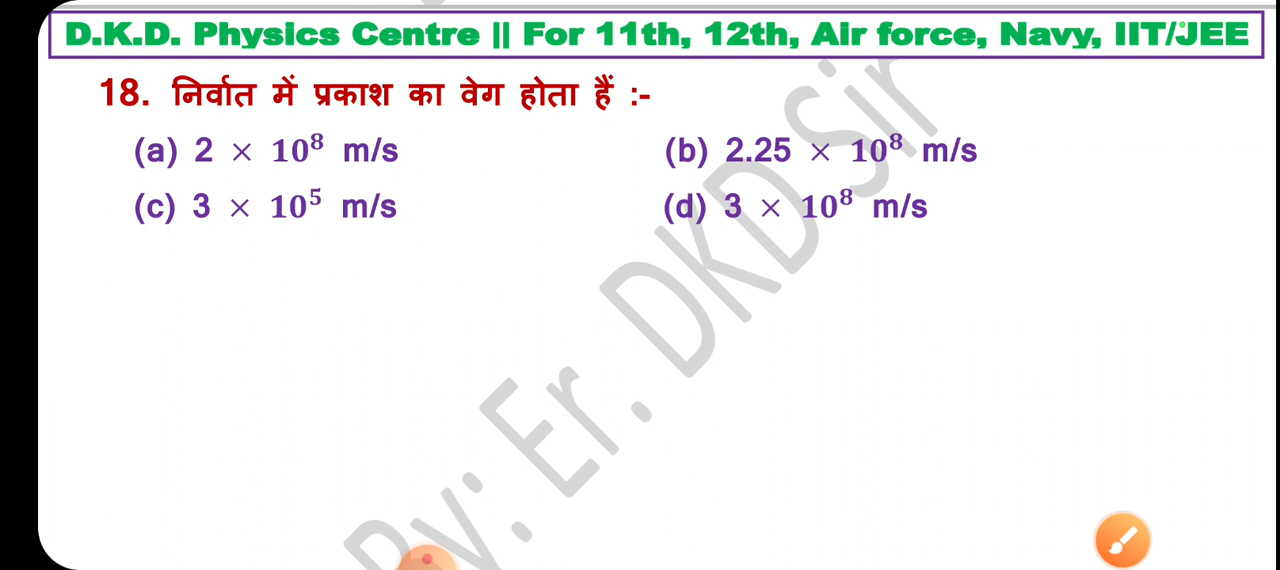 D.K.D. Physics Centre || For 11th, 12th, Air force, Navy, IIT/JEE
18. निर्वात में प्रकाश का वेग होता हैं :-
(a) 2 × 10⁸ m/s (b) 2.25 × 10⁸ m/s
(c) 3 × 10⁵ m/s (d) 3 × 10⁸ m/s
By: Er. DKD Sir